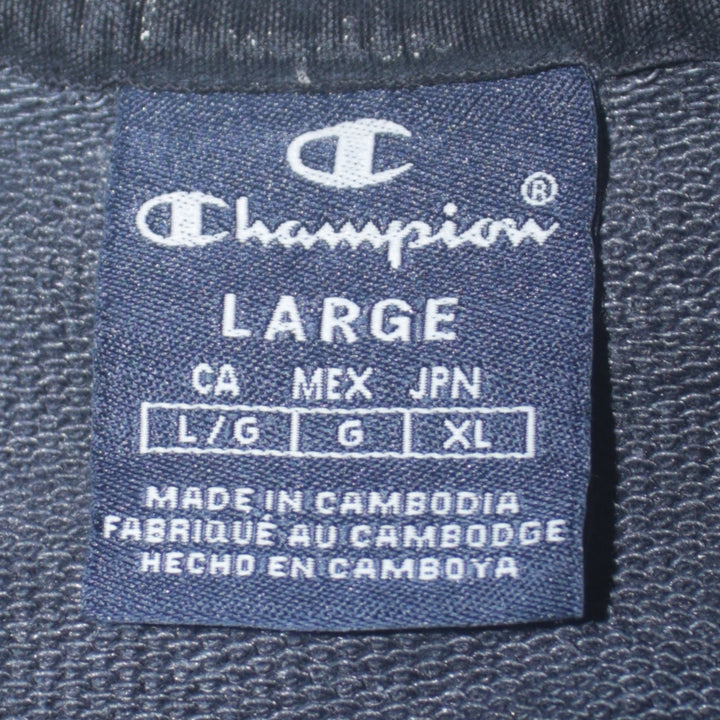 Champion®
LARGE
CA MEX JPN
L/G G XL
MADE IN CAMBODIA
FABRIQUÉ AU CAMBODGE
HECHO EN CAMBOYA